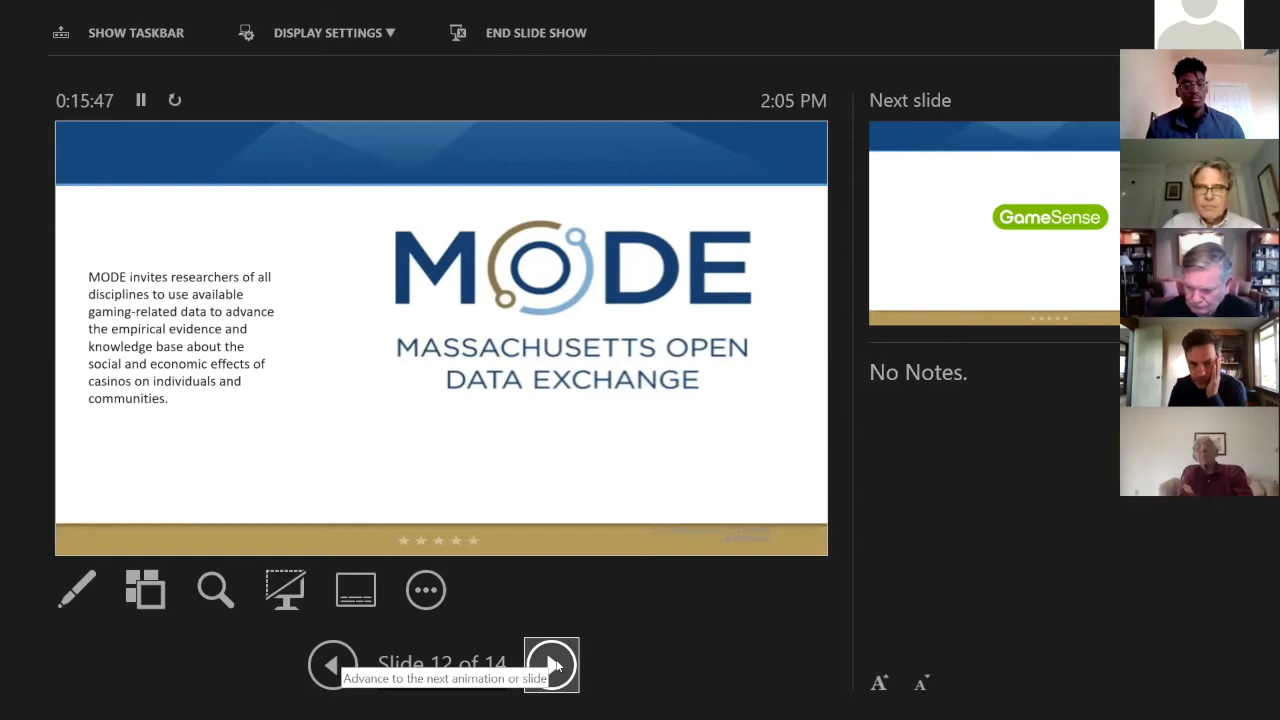 SHOW TASKBAR
DISPLAY SETTINGS ▼
END SLIDE SHOW
0:15:47
2:05 PM
Next slide
MODE invites researchers of all
disciplines to use available
gaming-related data to advance
the empirical evidence and
knowledge base about the
social and economic effects of
casinos on individuals and
communities.
MODE
MASSACHUSETTS OPEN
DATA EXCHANGE
GameSense
No Notes.
Slide 12 of 14
Advance to the next animation or slide
A
A